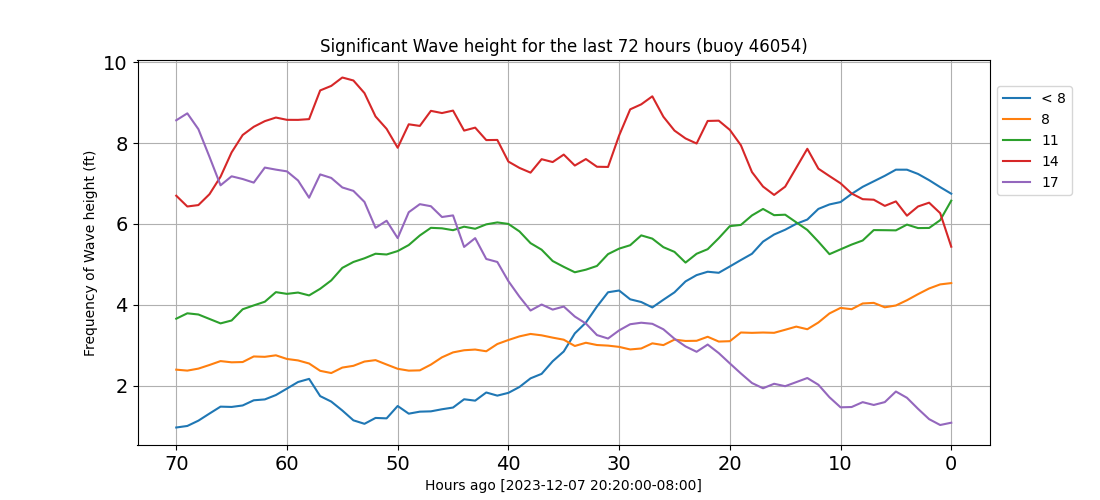 Significant Wave height for the last 72 hours (buoy 46054)
Frequency of Wave height (ft)
10
8
6
4
2
70 60 50 40 30 20 10 0
Hours ago [2023-12-07 20:20:00-08:00]
< 8
8
11
14
17